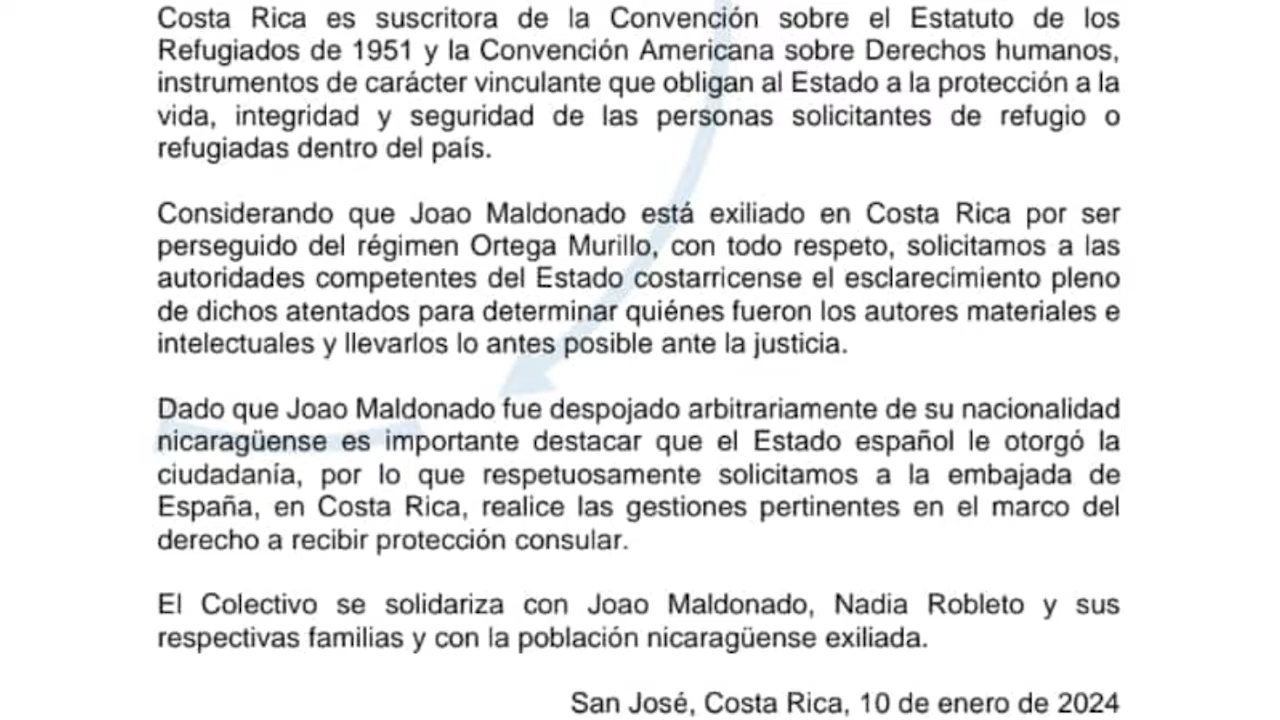 Costa Rica es suscritora de la Convención sobre el Estatuto de los
Refugiados de 1951 y la Convención Americana sobre Derechos humanos,
instrumentos de carácter vinculante que obligan al Estado a la protección a la
vida, integridad y seguridad de las personas solicitantes de refugio o
refugiadas dentro del país.
Considerando que Joao Maldonado está exiliado en Costa Rica por ser
perseguido del régimen Ortega Murillo, con todo respeto, solicitamos a las
autoridades competentes del Estado costarricense el esclarecimiento pleno
de dichos atentados para determinar quiénes fueron los autores materiales e
intelectuales y llevarlos lo antes posible ante la justicia.
Dado que Joao Maldonado fue despojado arbitrariamente de su nacionalidad
nicaragüense es importante destacar que el Estado español le otorgó la
ciudadanía, por lo que respetuosamente solicitamos a la embajada de
España, en Costa Rica, realice las gestiones pertinentes en el marco del
derecho a recibir protección consular.
El Colectivo se solidariza con Joao Maldonado, Nadia Robleto y sus
respectivas familias y con la población nicaragüense exiliada.
San José, Costa Rica, 10 de enero de 2024